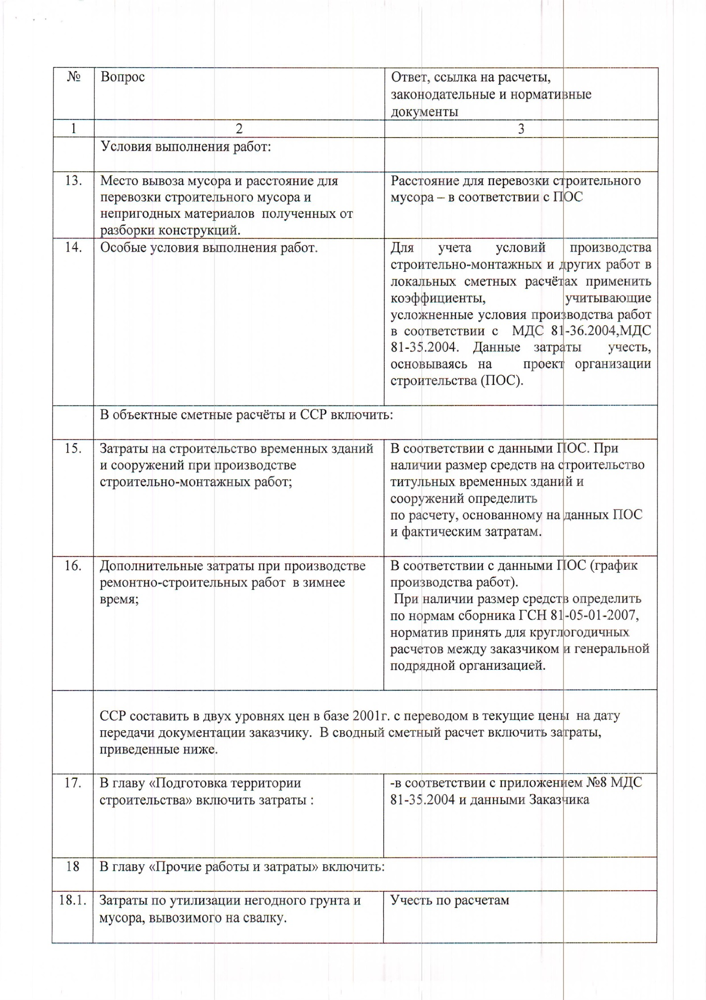 №
Вопрос
Ответ, ссылка на расчеты,
законодательные и нормативные
документы
1
2
3
Условия выполнения работ:
13.
Место вывоза мусора и расстояние для
перевозки строительного мусора и
непригодных материалов полученных от
разборки конструкций.
Расстояние для перевозки строительного
мусора – в соответствии с ПОС
14.
Особые условия выполнения работ.
Для учета условий производства
строительно-монтажных и других работ в
локальных сметных расчётах применить
коэффициенты, учитывающие
усложненные условия производства работ
в соответствии с МДС 81-36.2004,МДС
81-35.2004. Данные затраты учесть,
основываясь на проект организации
строительства (ПОС).
В объектные сметные расчёты и ССР включить:
15.
Затраты на строительство временных зданий
и сооружений при производстве
строительно-монтажных работ;
В соответствии с данными ПОС. При
наличии размер средств на строительство
титульных временных зданий и
сооружений определить
по расчету, основанному на данных ПОС
и фактическим затратам.
16.
Дополнительные затраты при производстве
ремонтно-строительных работ в зимнее
время;
В соответствии с данными ПОС (график
производства работ).
При наличии размер средств определить
по нормам сборника ГСН 81-05-01-2007,
норматив принять для круглогодичных
расчетов между заказчиком и генеральной
подрядной организацией.
ССР составить в двух уровнях цен в базе 2001г. с переводом в текущие цены на дату
передачи документации заказчику. В сводный сметный расчет включить затраты,
приведенные ниже.
17.
В главу «Подготовка территории
строительства» включить затраты :
-в соответствии с приложением №8 МДС
81-35.2004 и данными Заказчика
18
В главу «Прочие работы и затраты» включить:
18.1.
Затраты по утилизации негодного грунта и
мусора, вывозимого на свалку.
Учесть по расчетам